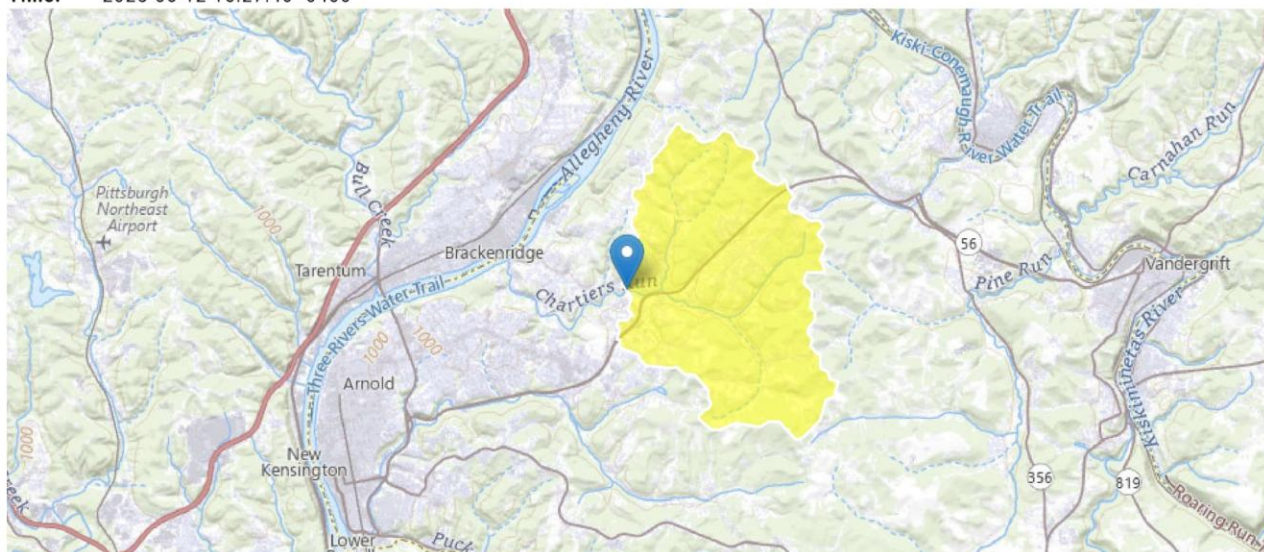 Kiski-Conemaugh River Water Trail
Allegheny River
Carnahan Run
Bull Creek
Pittsburgh
Northeast
Airport
1000
Brackenridge
56
Tarentum
Chartiers Run
Pine Run
Vandergrift
Three Rivers Water Trail
1000
1000
Arnold
Kiskiminetas River
New
Kensington
1000
356
819
Roaring Run
Lower